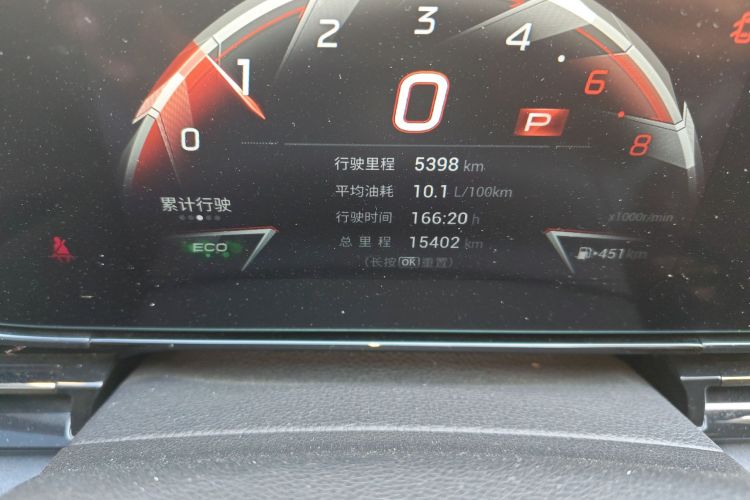 0 1 2 3 4 6 8
0
P
行驶里程 5398 km
平均油耗 10.1 L/100km
累计行驶
行驶时间 166:20 h
x1000r/min
总里程 15402 km
ECO
451km
(长按OK重置)